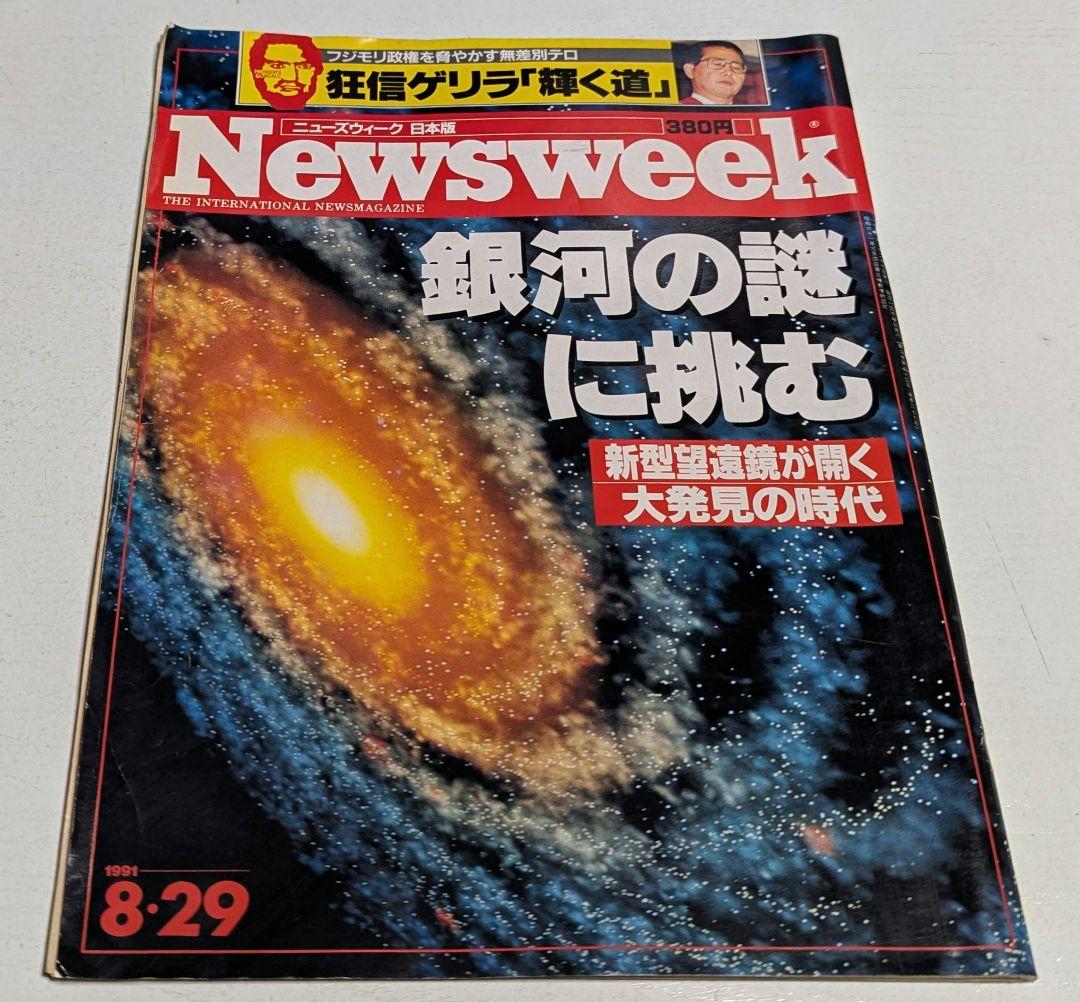 フジモリ政権を脅やかす無差別テロ
狂信ゲリラ「輝く道」
ニューズウィーク 日本版
380円
Newsweek®
THE INTERNATIONAL NEWSMAGAZINE
銀河の謎
に挑む
新型望遠鏡が開く
大発見の時代
1991
8·29